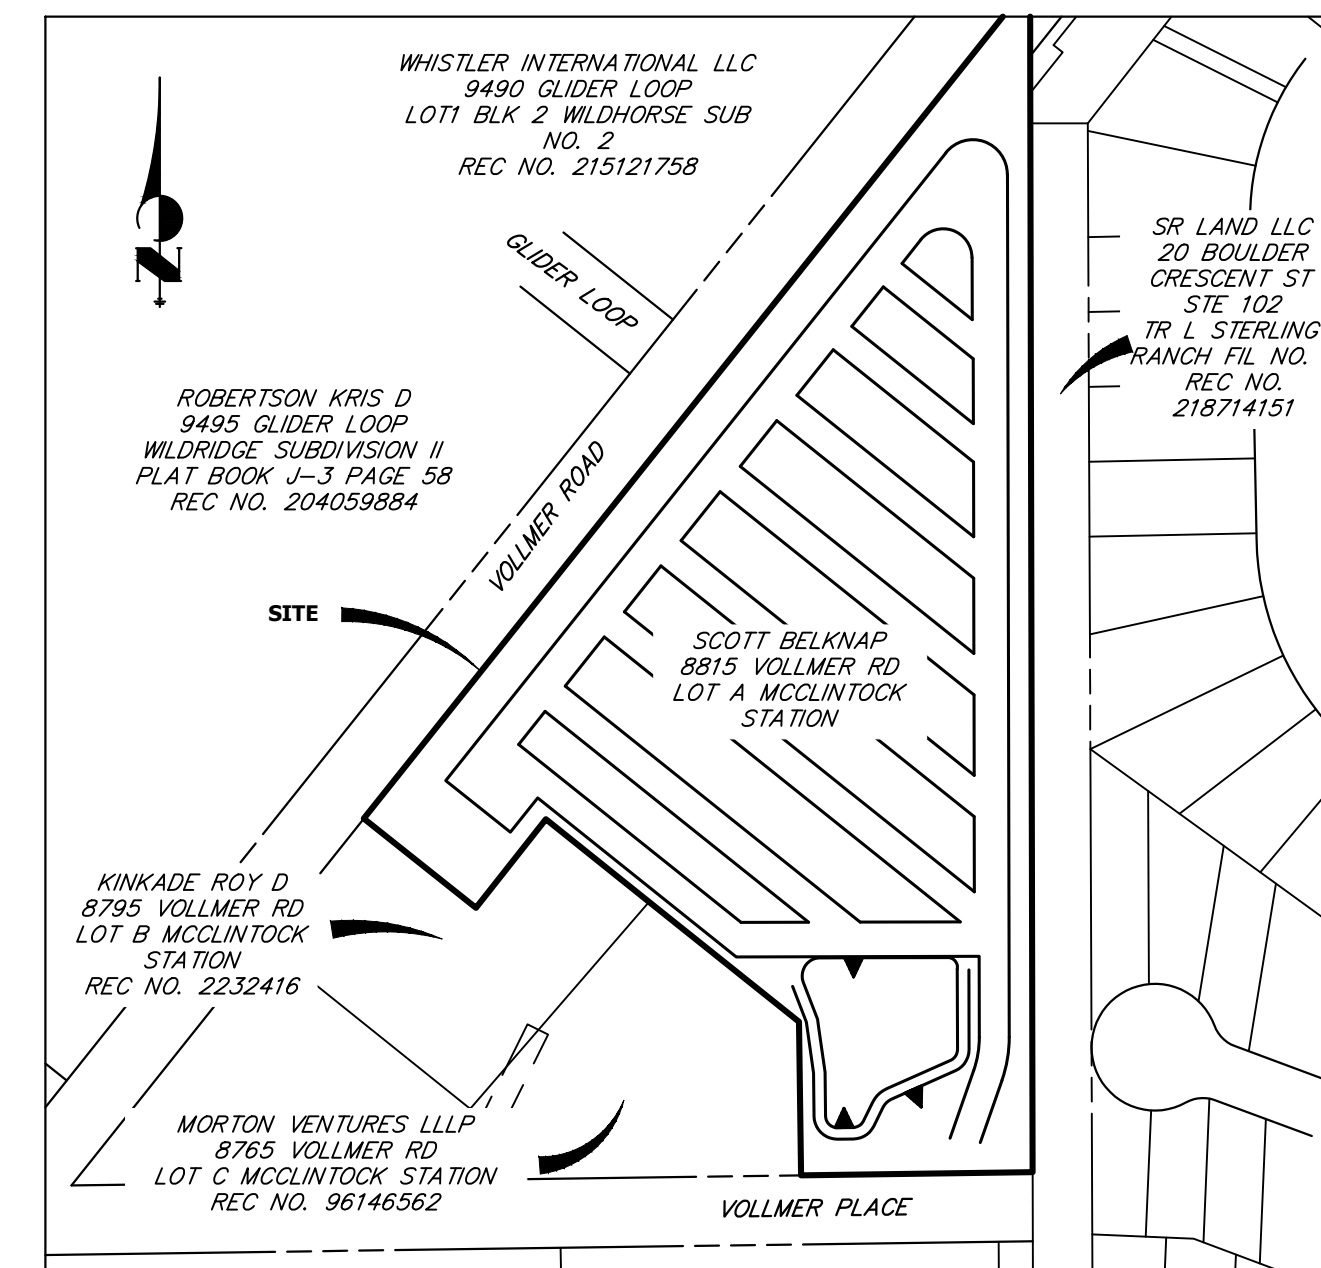 WHISTLER INTERNATIONAL LLC
9490 GLIDER LOOP
LOT1 BLK 2 WILDHORSE SUB
NO. 2
REC NO. 215121758
N
GLIDER LOOP
SR LAND LLC
20 BOULDER
CRESCENT ST
STE 102
TR L STERLING
RANCH FIL NO.
REC NO.
218714151
ROBERTSON KRIS D
9495 GLIDER LOOP
WILDRIDGE SUBDIVISION II
PLAT BOOK J-3 PAGE 58
REC NO. 204059884
VOLLMER ROAD
SITE
SCOTT BELKNAP
8815 VOLLMER RD
LOT A MCCLINTOCK
STATION
KINKADE ROY D
8795 VOLLMER RD
LOT B MCCLINTOCK
STATION
REC NO. 2232416
MORTON VENTURES LLLP
8765 VOLLMER RD
LOT C MCCLINTOCK STATION
REC NO. 96146562
VOLLMER PLACE